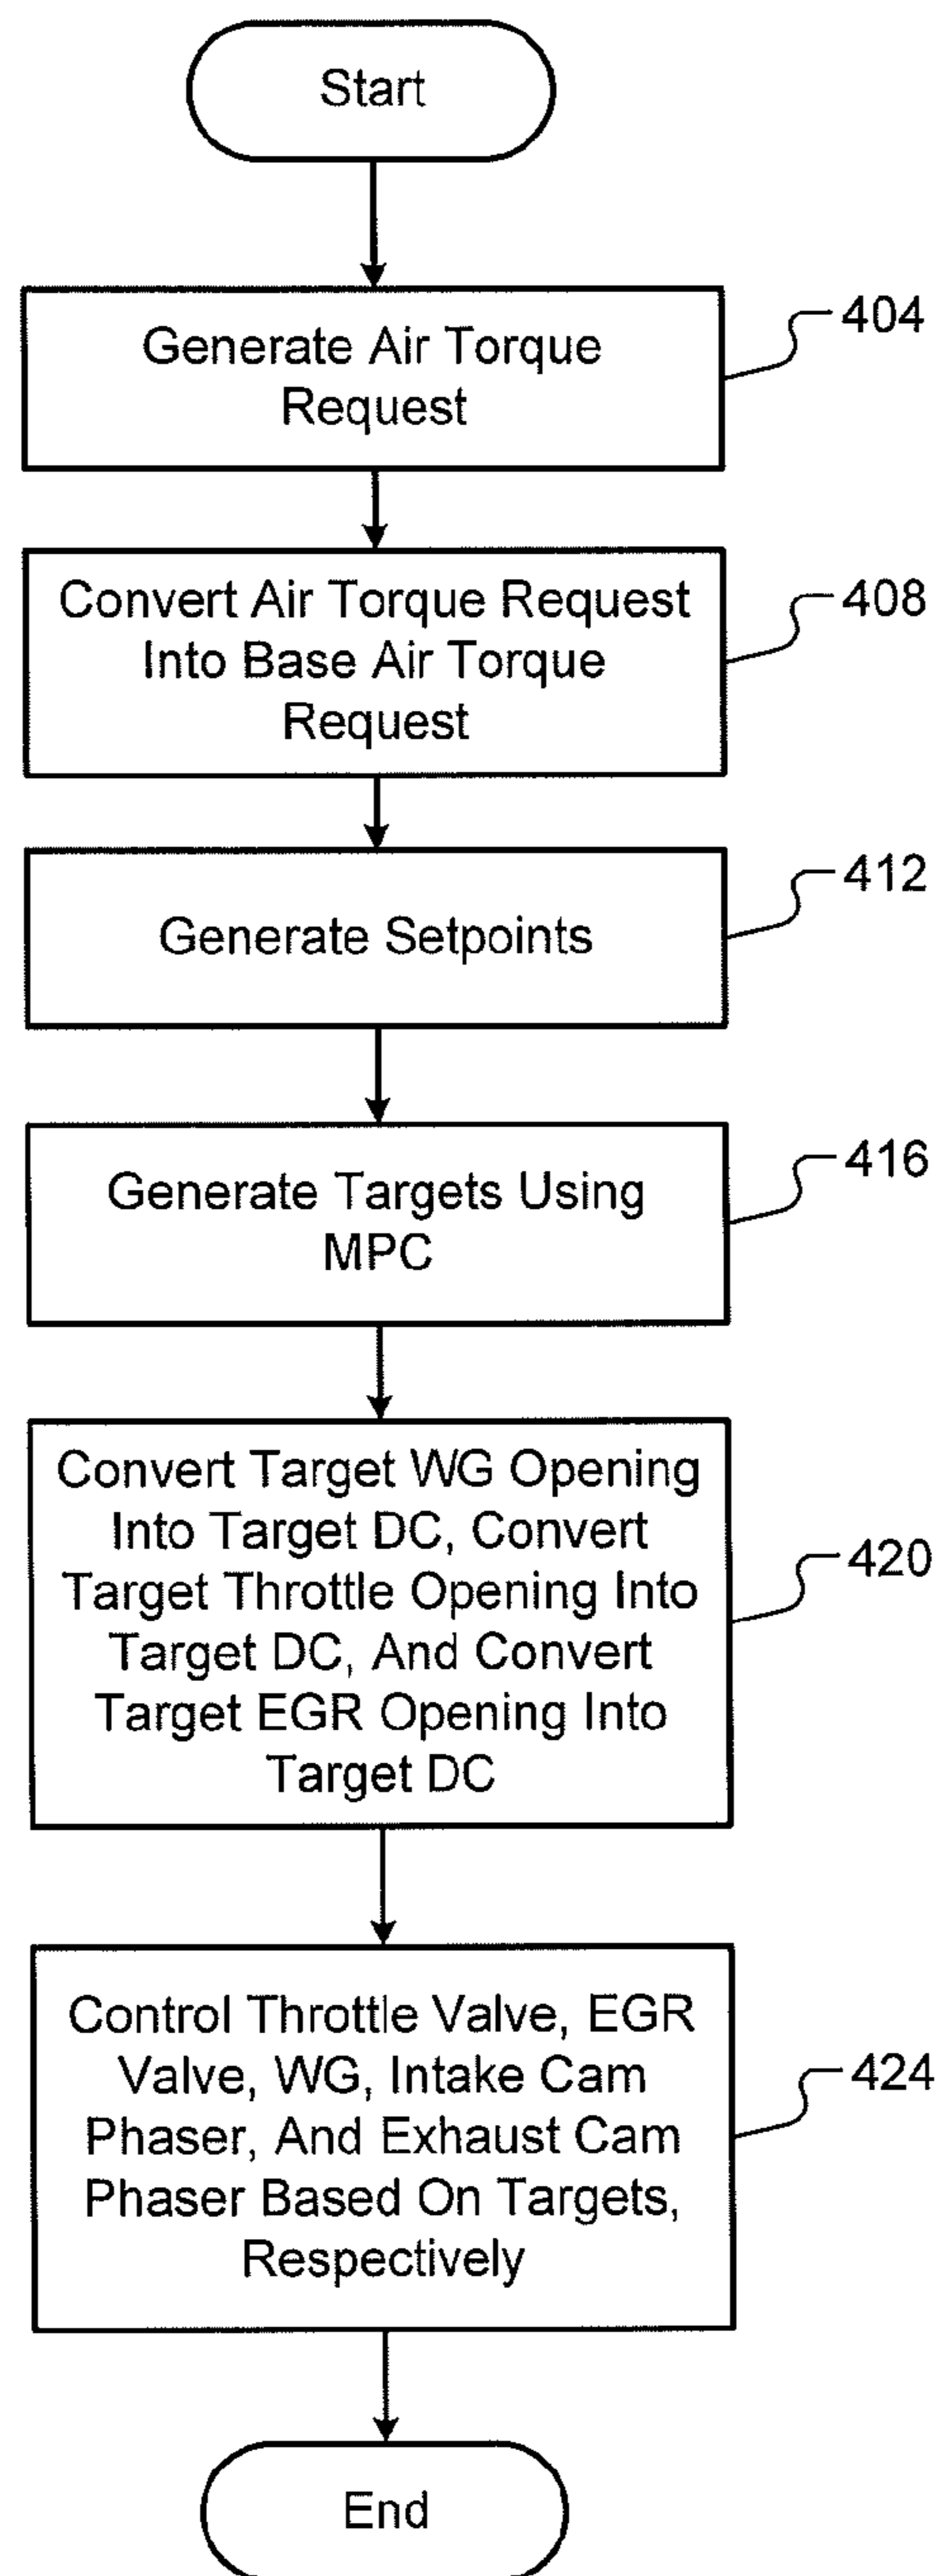 Start
Generate Air Torque
Request
404
Convert Air Torque Request
Into Base Air Torque
Request
408
Generate Setpoints
412
Generate Targets Using
MPC
416
Convert Target WG Opening
Into Target DC, Convert
Target Throttle Opening Into
Target DC, And Convert
Target EGR Opening Into
Target DC
420
Control Throttle Valve, EGR
Valve, WG, Intake Cam
Phaser, And Exhaust Cam
Phaser Based On Targets,
Respectively
424
End